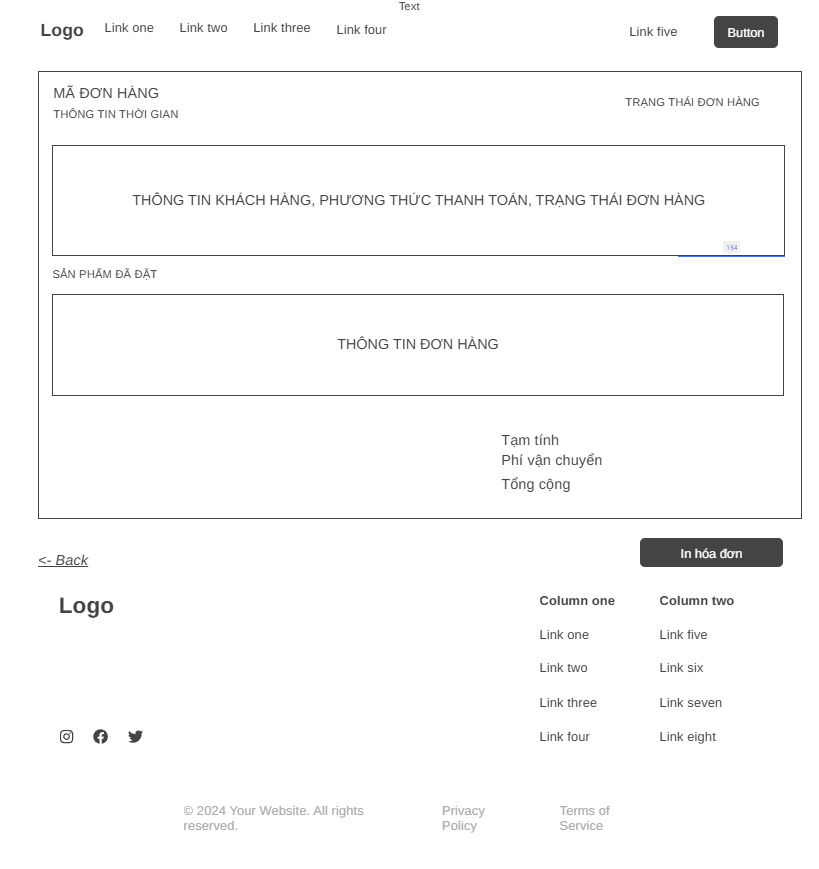 Text
Logo Link one Link two Link three Link four Link five Button
MÃ ĐƠN HÀNG
THÔNG TIN THỜI GIAN
TRẠNG THÁI ĐƠN HÀNG
THÔNG TIN KHÁCH HÀNG, PHƯƠNG THỨC THANH TOÁN, TRẠNG THÁI ĐƠN HÀNG
134
SẢN PHẨM ĐÃ ĐẶT
THÔNG TIN ĐƠN HÀNG
Tạm tính
Phí vận chuyển
Tổng cộng
In hóa đơn
<- Back
Logo
Column one Column two
Link one Link five
Link two Link six
Link three Link seven
Link four Link eight
© 2024 Your Website. All rights
reserved.
Privacy
Policy
Terms of
Service